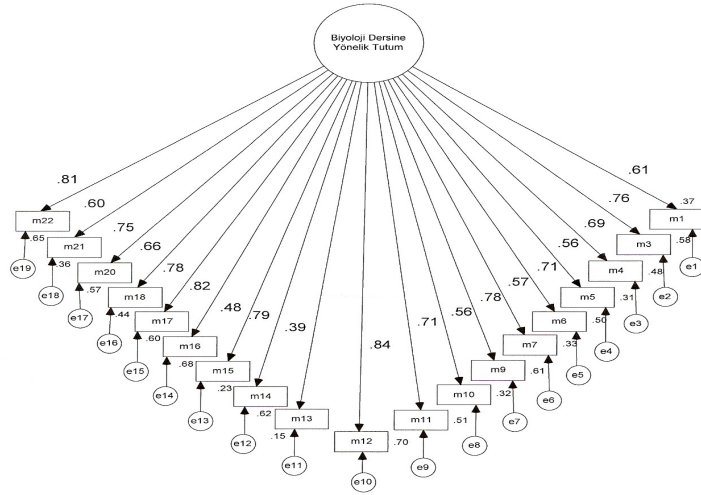 Biyoloji Dersine
Yönelik Tutum
.81
.60
.75
.66
.78
.82
.48
.79
.39
.84
.71
.56
.78
.57
.71
.56
.69
.76
.61
m22
.65
e19
m21
.36
e18
m20
.57
e17
m18
.44
e16
m17
.60
e15
m16
.68
e14
m15
.23
e13
m14
.62
e12
m13
.15
e11
m12
.70
e10
m11
.51
e9
m10
.32
e8
m9
.61
e7
m7
.33
e6
m6
.50
e5
m5
.31
e4
m4
.48
e3
m3
.58
e2
m1
.37
e1